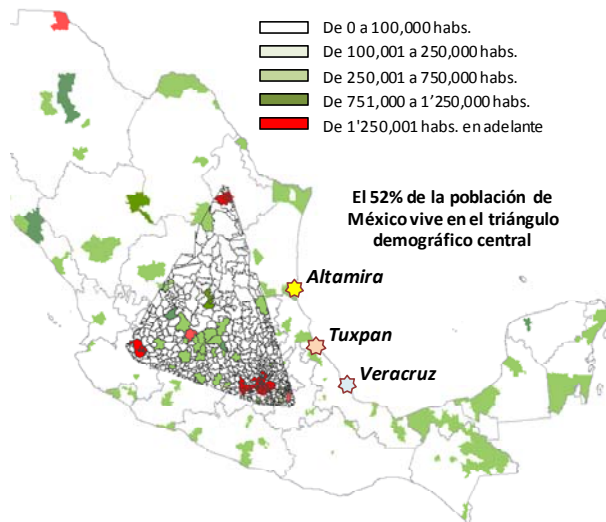 De 0 a 100,000 habs.
De 100,001 a 250,000 habs.
De 250,001 a 750,000 habs.
De 751,000 a 1’250,000 habs.
De 1'250,001 habs. en adelante
El 52% de la población de
México vive en el triángulo
demográfico central
Altamira
Tuxpan
Veracruz